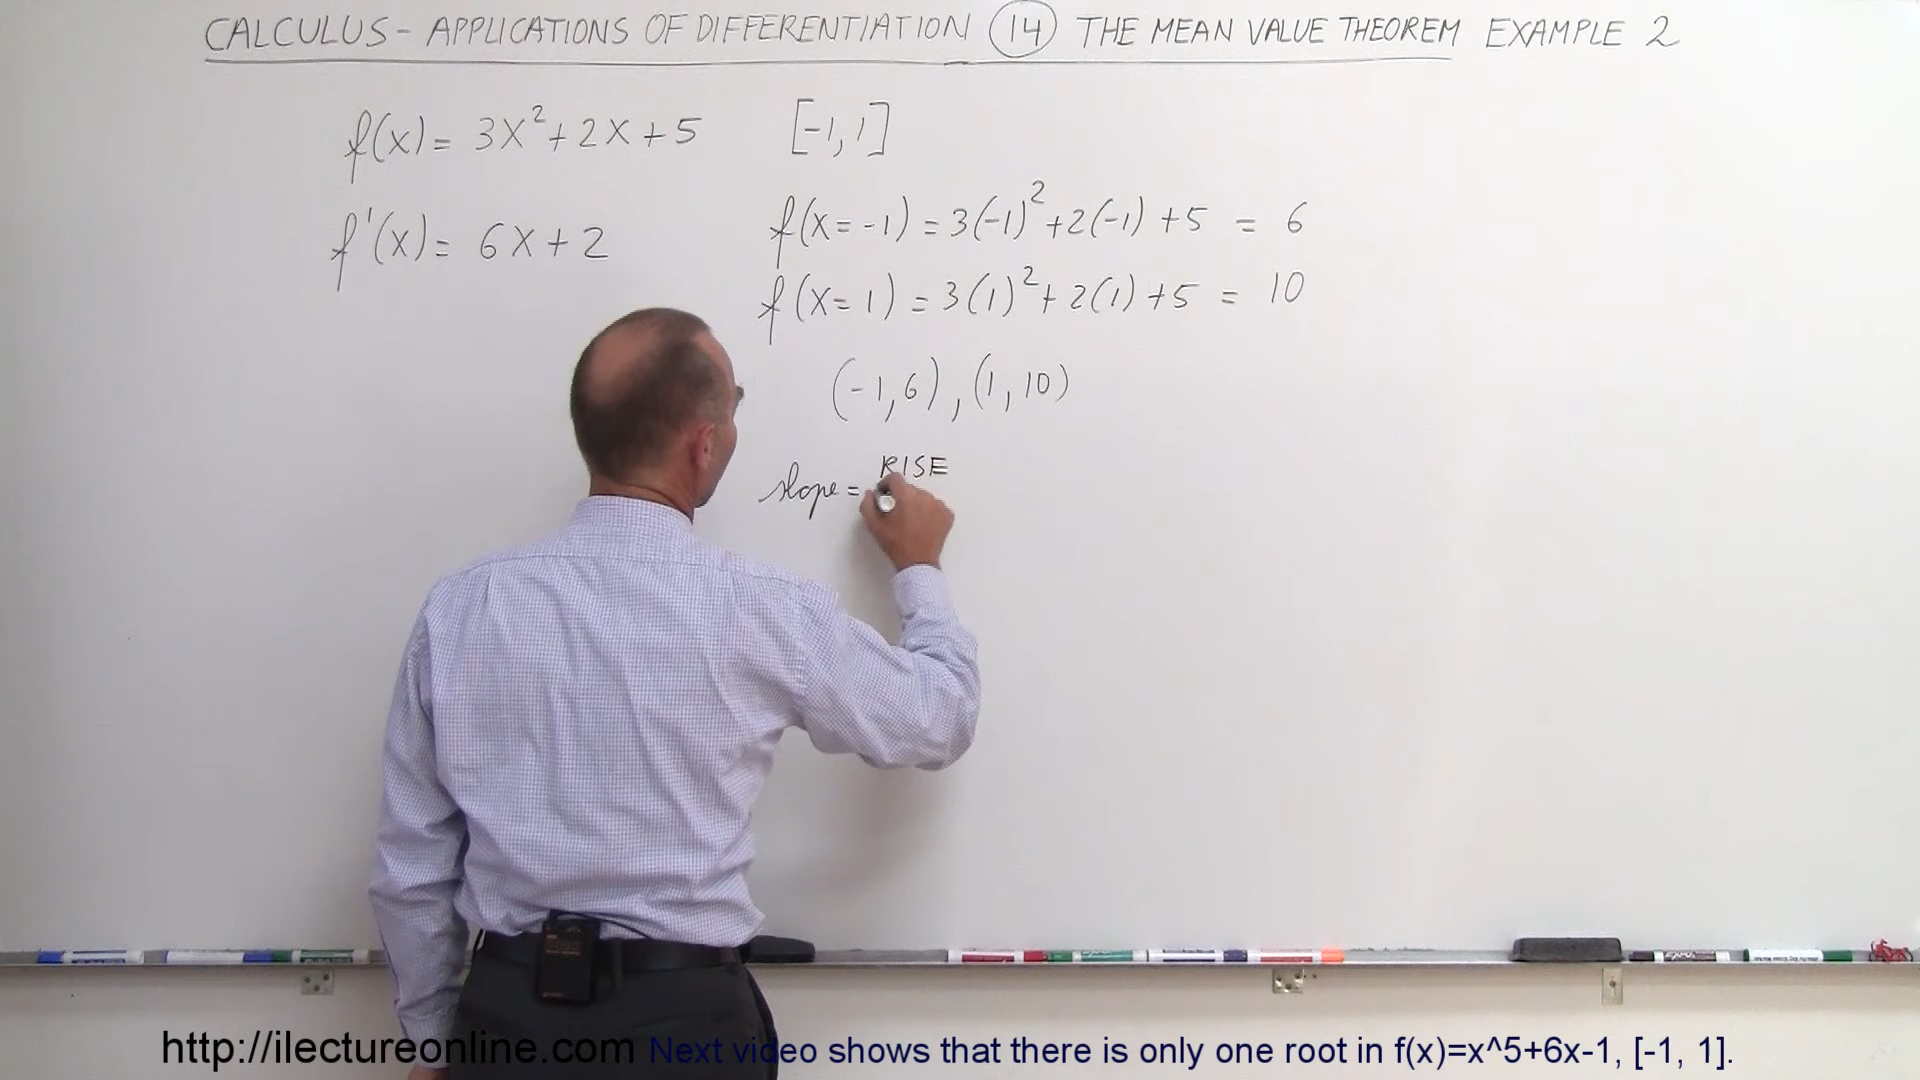 CALCULUS - APPLICATIONS OF DIFFERENTIATION 14 THE MEAN VALUE THEOREM EXAMPLE 2
f(x) = 3x²+2x+5 [-1,1]
f'(x) = 6x+2
f(x=-1) = 3(-1)²+2(-1)+5 = 6
f(x=1) = 3(1)²+2(1)+5 = 10
(-1,6), (1,10)
slope = RISE
http://ilectureonline.com Next video shows that there is only one root in f(x)=x^5+6x-1, [-1, 1].